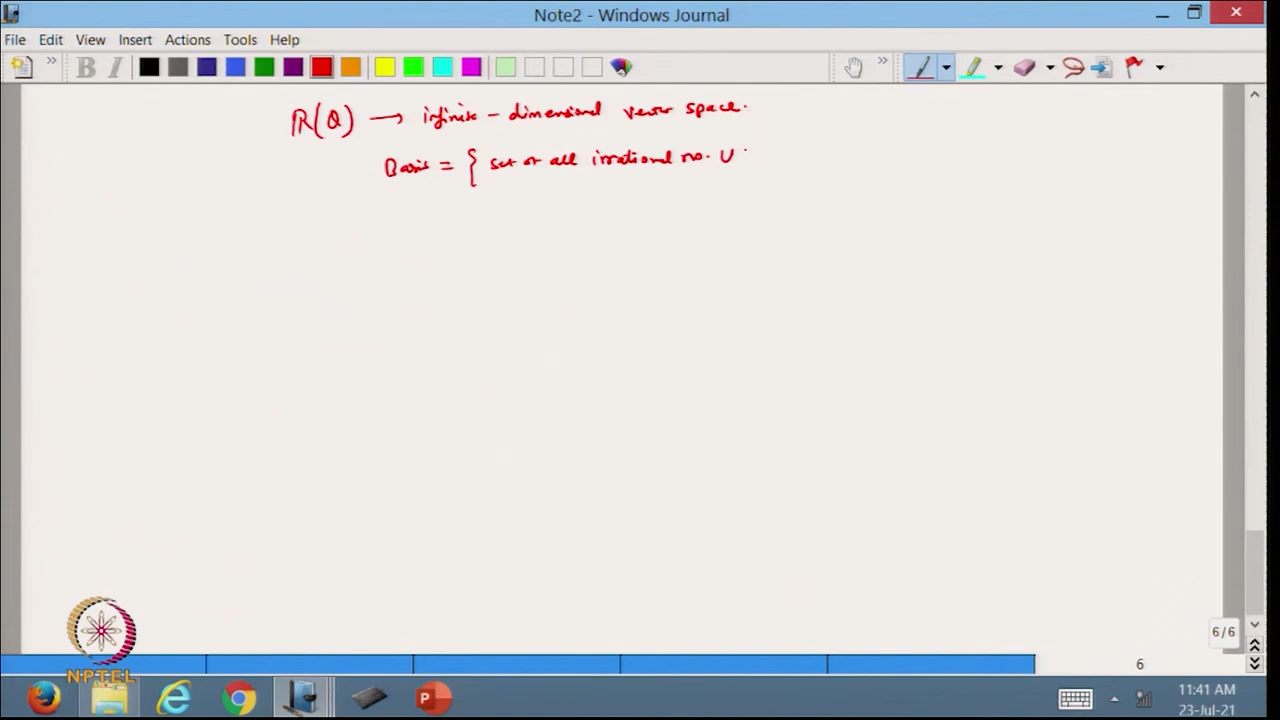 Note2 - Windows Journal
File Edit View Insert Actions Tools Help
B I
R(Q) → infinite - dimensional vector space.
Basis = { set of all irrational no. ∪
6/6
6
NPTEL
11:41 AM
23-Jul-21